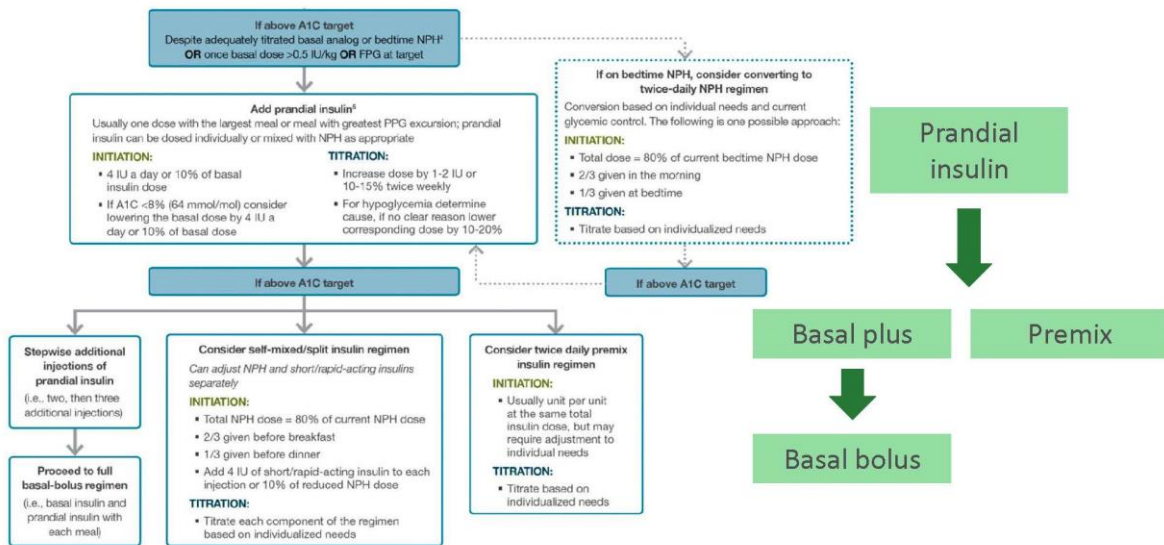 If above A1C target
Despite adequately titrated basal analog or bedtime NPH⁴
OR once basal dose >0.5 IU/kg OR FPG at target
Add prandial insulin⁵
Usually one dose with the largest meal or meal with greatest PPG excursion; prandial
insulin can be dosed individually or mixed with NPH as appropriate
INITIATION:
▪ 4 IU a day or 10% of basal
insulin dose
▪ If A1C <8% (64 mmol/mol) consider
lowering the basal dose by 4 IU a
day or 10% of basal dose
TITRATION:
▪ Increase dose by 1-2 IU or
10-15% twice weekly
▪ For hypoglycemia determine
cause, if no clear reason lower
corresponding dose by 10-20%
If on bedtime NPH, consider converting to
twice-daily NPH regimen
Conversion based on individual needs and current
glycemic control. The following is one possible approach:
INITIATION:
▪ Total dose = 80% of current bedtime NPH dose
▪ 2/3 given in the morning
▪ 1/3 given at bedtime
TITRATION:
▪ Titrate based on individualized needs
If above A1C target
If above A1C target
Stepwise additional
injections of
prandial insulin
(i.e., two, then three
additional injections)
Proceed to full
basal-bolus regimen
(i.e., basal insulin and
prandial insulin with
each meal)
Consider self-mixed/split insulin regimen
Can adjust NPH and short/rapid-acting insulins
separately
INITIATION:
▪ Total NPH dose = 80% of current NPH dose
▪ 2/3 given before breakfast
▪ 1/3 given before dinner
▪ Add 4 IU of short/rapid-acting insulin to each
injection or 10% of reduced NPH dose
TITRATION:
▪ Titrate each component of the regimen
based on individualized needs
Consider twice daily premix
insulin regimen
INITIATION:
▪ Usually unit per unit
at the same total
insulin dose, but may
require adjustment to
individual needs
TITRATION:
▪ Titrate based on
individualized needs
Prandial
insulin
Basal plus
Premix
Basal bolus